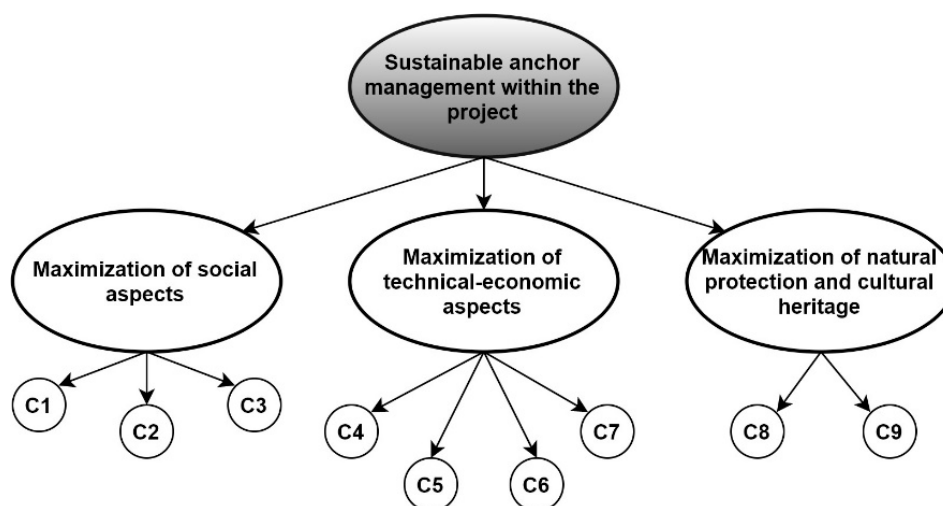 Sustainable anchor
management within the
project
Maximization of social
aspects
Maximization of
technical-economic
aspects
Maximization of natural
protection and cultural
heritage
C1
C2
C3
C4
C5
C6
C7
C8
C9